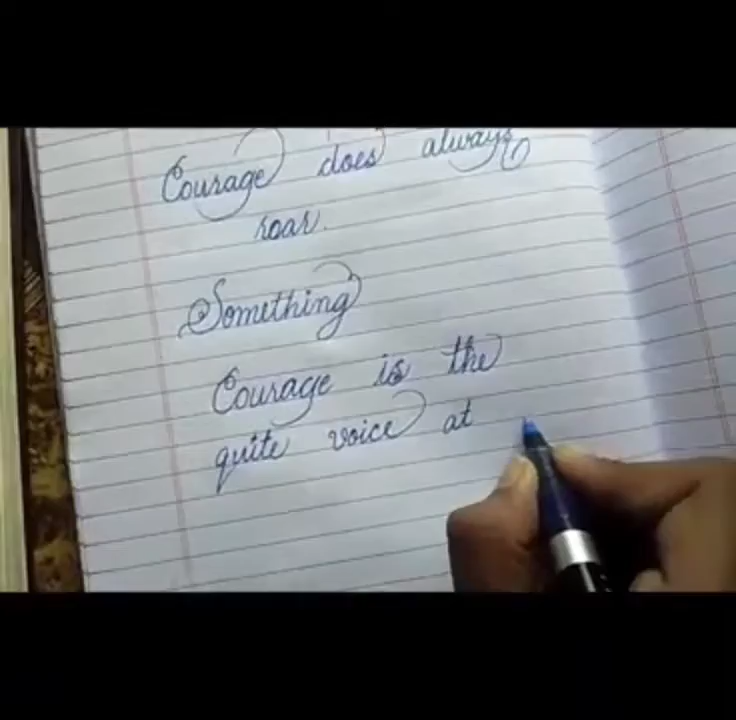 Courage does always
roar.
Something
Courage is the
quite voice at